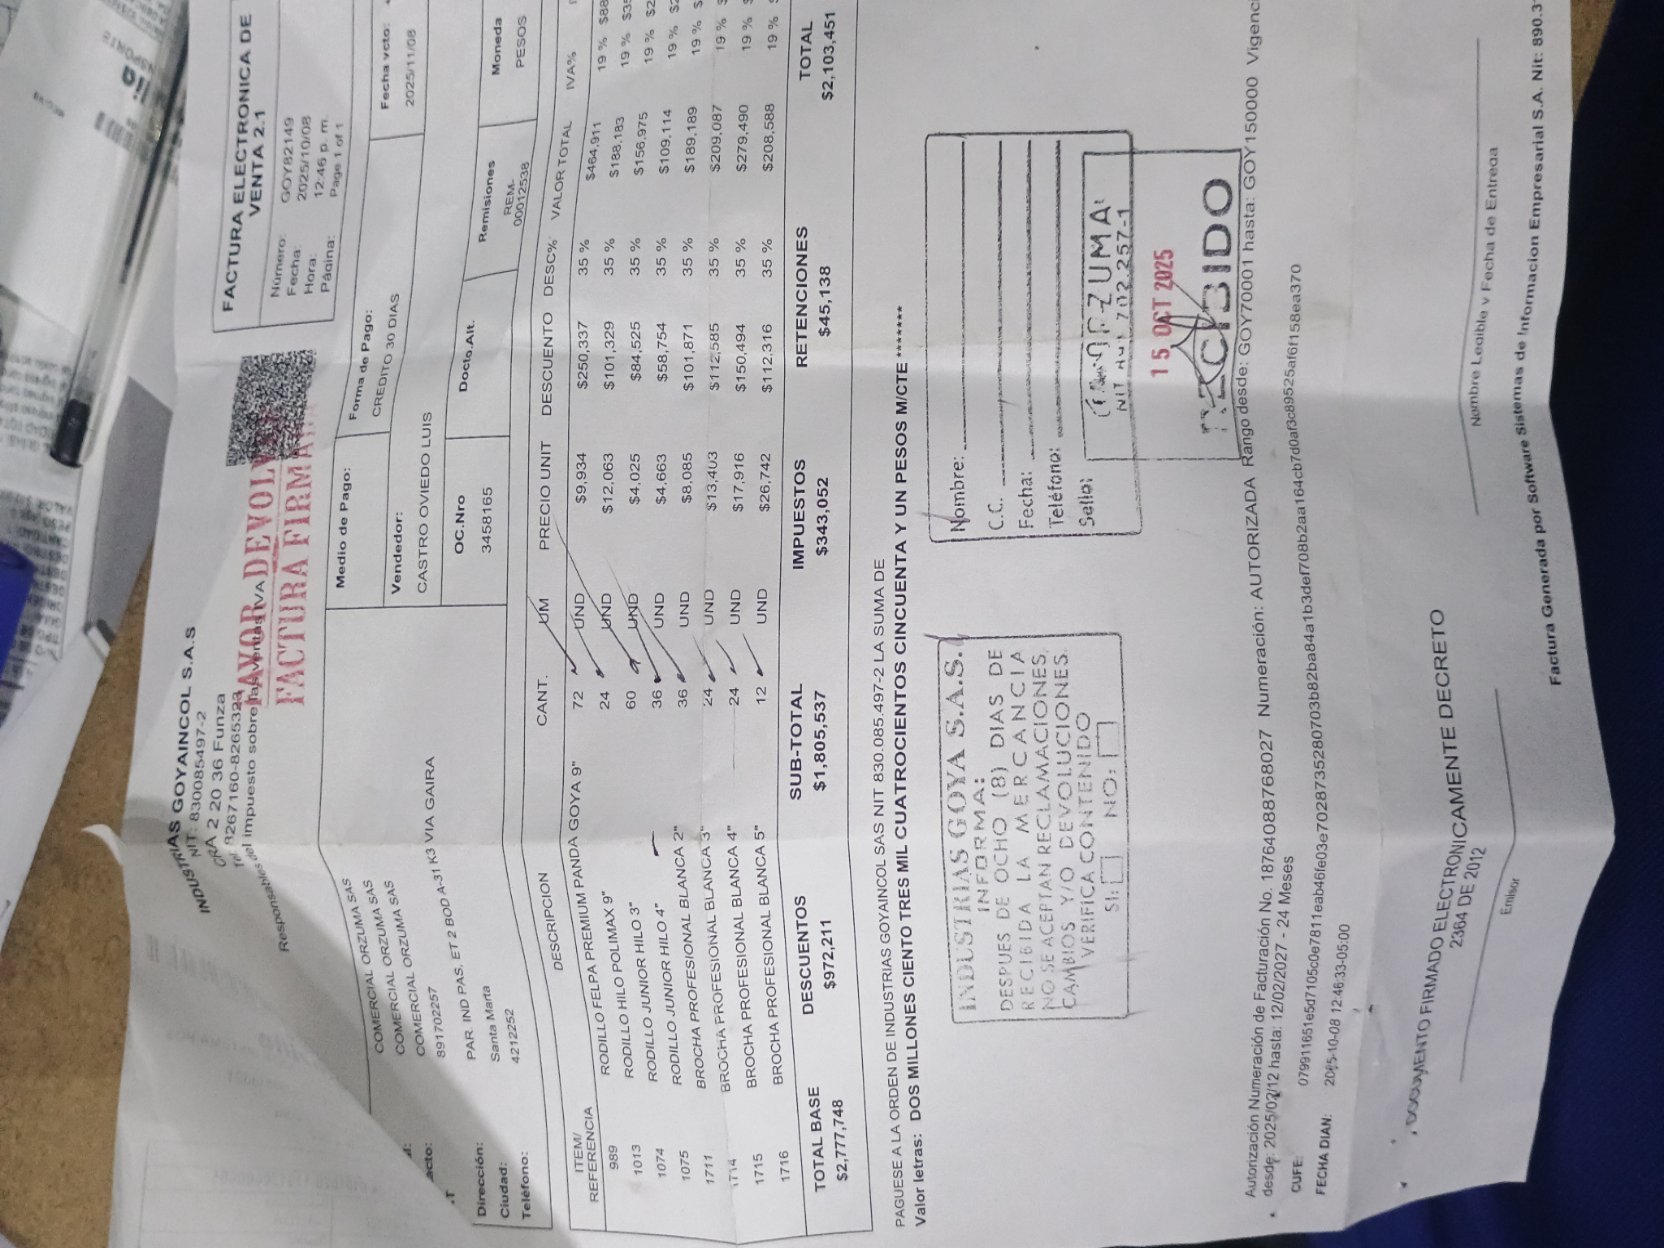 INDUSTRIAS GOYAINCOL S.A.S
NIT: 830085497-2
CRA 2 20 36 Funza
Tel 8267160-8265323
Responsables del impuesto sobre las ventas IVA
FAVOR DEVOLVER
FACTURA FIRMADA
FACTURA ELECTRONICA DE
VENTA 2.1
Número: GOY82149
Fecha: 2025/10/08
Hora: 12:46 p. m.
Página: Page 1 of 1
COMERCIAL ORZUMA SAS
COMERCIAL ORZUMA SAS
COMERCIAL ORZUMA SAS
891702257
Dirección: PAR. IND PAS, ET 2 BOD A-31 K3 VIA GAIRA
Ciudad: Santa Marta
Teléfono: 4212252
Medio de Pago:
Forma de Pago:
CREDITO 30 DIAS
Fecha vcto:
2025/11/08
Vendedor:
CASTRO OVIEDO LUIS
OC.Nro
3458165
Docto.Alt.
Remisiones
REM-
00012538
Moneda
PESOS
ITEM/
REFERENCIA DESCRIPCION CANT. UM PRECIO UNIT DESCUENTO DESC% VALOR TOTAL IVA%
989 RODILLO FELPA PREMIUM PANDA GOYA 9" 72 UND $9,934 $250,337 35 % $464,911 19 %
1013 RODILLO HILO POLIMAX 9" 24 UND $12,063 $101,329 35 % $188,183 19 %
1074 RODILLO JUNIOR HILO 3" 60 UND $4,025 $84,525 35 % $156,975 19 %
1075 RODILLO JUNIOR HILO 4" 36 UND $4,663 $58,754 35 % $109,114 19 %
1711 BROCHA PROFESIONAL BLANCA 2" 36 UND $8,085 $101,871 35 % $189,189 19 %
1714 BROCHA PROFESIONAL BLANCA 3" 24 UND $13,403 $112,585 35 % $209,087 19 %
1715 BROCHA PROFESIONAL BLANCA 4" 24 UND $17,916 $150,494 35 % $279,490 19 %
1716 BROCHA PROFESIONAL BLANCA 5" 12 UND $26,742 $112,316 35 % $208,588 19 %
TOTAL BASE DESCUENTOS SUB-TOTAL IMPUESTOS RETENCIONES TOTAL
$2,777,748 $972,211 $1,805,537 $343,052 $45,138 $2,103,451
PAGUESE A LA ORDEN DE INDUSTRIAS GOYAINCOL SAS NIT 830.085.497-2 LA SUMA DE
Valor letras: DOS MILLONES CIENTO TRES MIL CUATROCIENTOS CINCUENTA Y UN PESOS M/CTE *******
INDUSTRIAS GOYA S.A.S.
INFORMA:
DESPUES DE OCHO (8) DIAS DE
RECIBIDA LA MERCANCIA
NO SE ACEPTAN RECLAMACIONES,
CAMBIOS Y/O DEVOLUCIONES.
VERIFICA CONTENIDO
SI: NO:
Nombre:
C.C.
Fecha:
Teléfono:
Sello:
15 OCT 2025
RECIBIDO
Autorización Numeración de Facturación No. 18764088768027 Numeración: AUTORIZADA Rango desde: GOY70001 hasta: GOY150000 Vigenci
desde: 2025/02/12 hasta: 12/02/2027 - 24 Meses
CUFE: 07991165 1e5d7105c0e7811eab46fe03e702873528070 3b82ba84a1b3def708b2aa164cb7d0af3c89525af6f158ea370
FECHA DIAN: 2025-10-08 12:46:33-05:00
DOCUMENTO FIRMADO ELECTRONICAMENTE DECRETO
2364 DE 2012
Emisor
Nombre Legible y Fecha de Entrega
Factura Generada por Software Sistemas de Informacion Empresarial S.A. Nit: 890.3